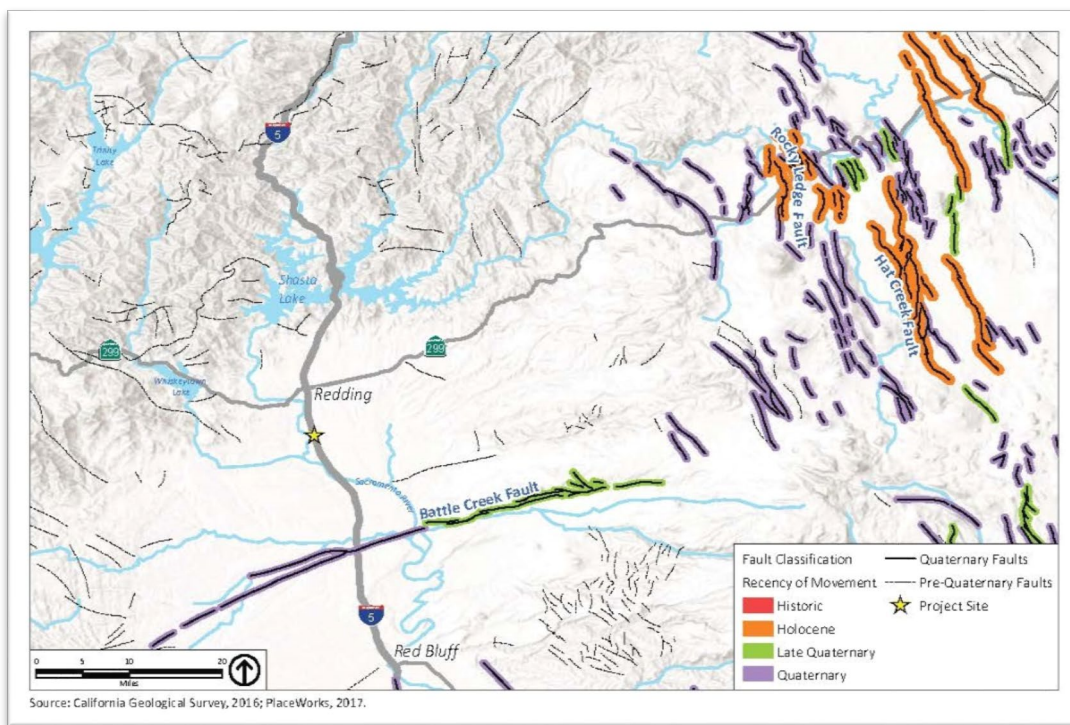 5
Trinity
Lake
Rocky Ledge Fault
Hat Creek Fault
Shasta
Lake
299
299
Whiskeytown
Lake
Redding
Sacramento River
Battle Creek Fault
5
Red Bluff
0 5 10 20
Miles
Fault Classification
Recency of Movement
Historic
Holocene
Late Quaternary
Quaternary
Quaternary Faults
Pre-Quaternary Faults
Project Site
Source: California Geological Survey, 2016; PlaceWorks, 2017.